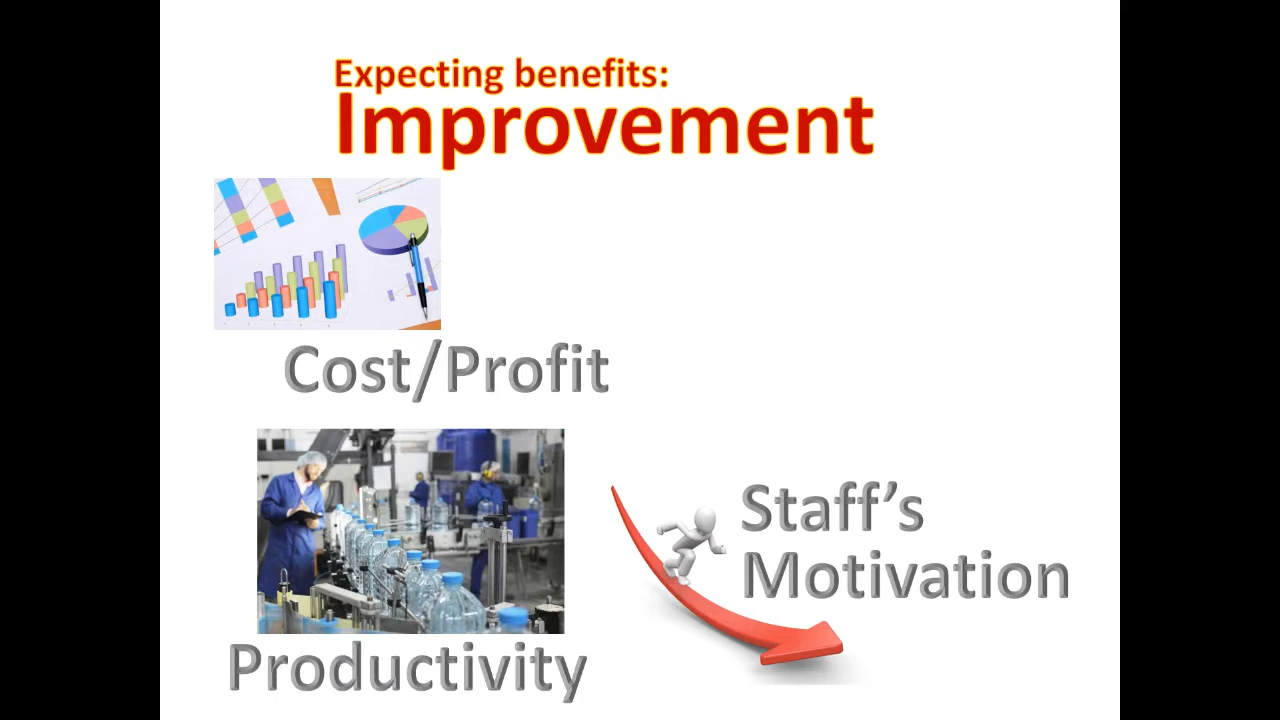 Expecting benefits:
Improvement
Cost/Profit
Staff’s
Motivation
Productivity